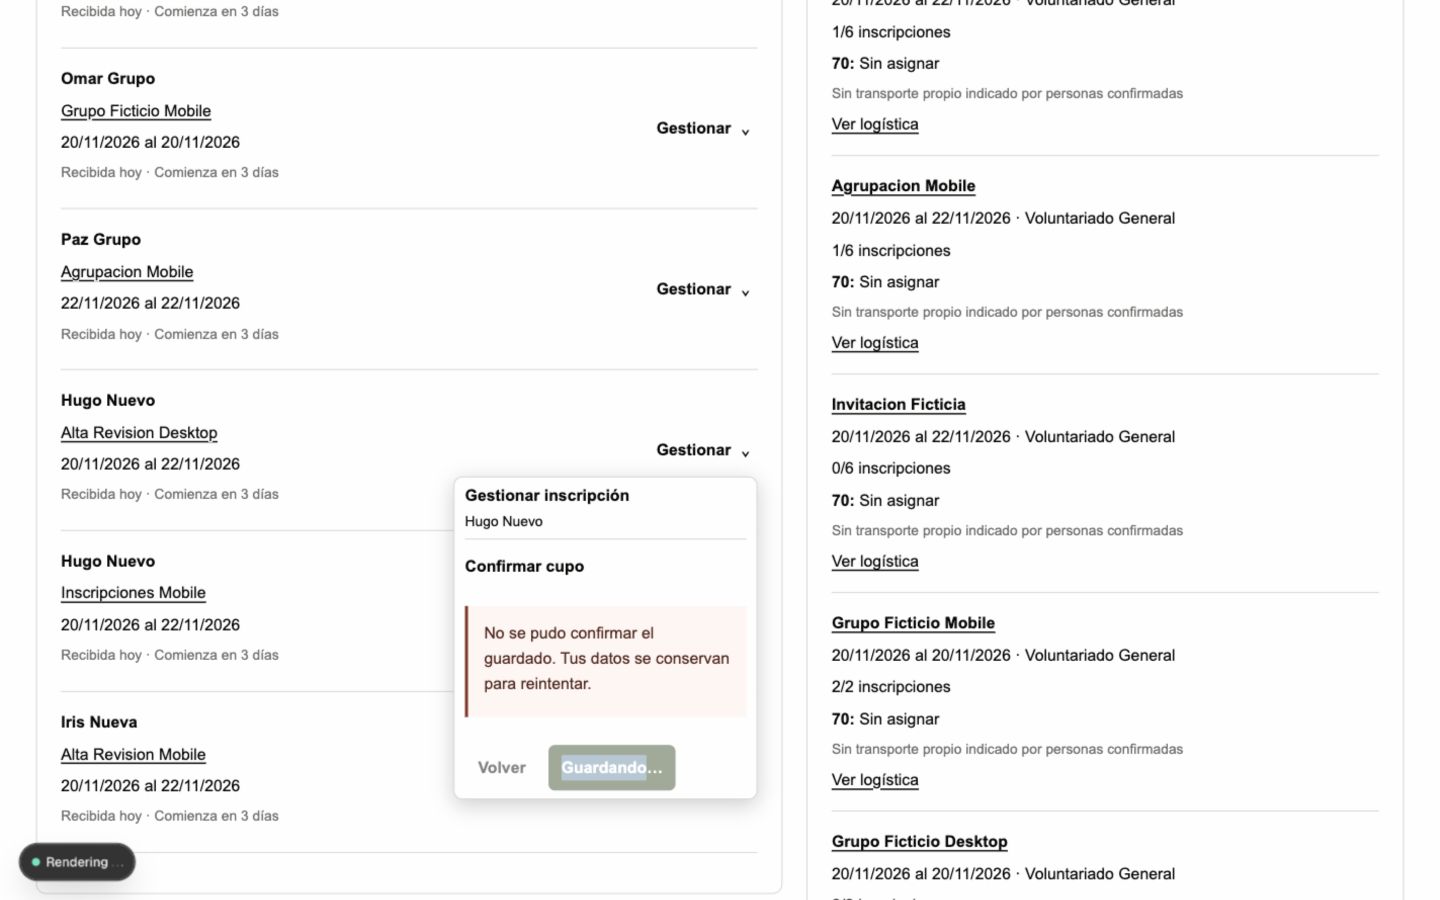 Recibida hoy · Comienza en 3 días
Omar Grupo
Grupo Ficticio Mobile
20/11/2026 al 20/11/2026
Recibida hoy · Comienza en 3 días
Gestionar
Paz Grupo
Agrupacion Mobile
22/11/2026 al 22/11/2026
Recibida hoy · Comienza en 3 días
Gestionar
Hugo Nuevo
Alta Revision Desktop
20/11/2026 al 22/11/2026
Recibida hoy · Comienza en 3 días
Gestionar
Gestionar inscripción
Hugo Nuevo
Confirmar cupo
No se pudo confirmar el
guardado. Tus datos se conservan
para reintentar.
Volver
Guardando...
Hugo Nuevo
Inscripciones Mobile
20/11/2026 al 22/11/2026
Recibida hoy · Comienza en 3 días
Iris Nueva
Alta Revision Mobile
20/11/2026 al 22/11/2026
Recibida hoy · Comienza en 3 días
Rendering ...
20/11/2026 al 22/11/2026 · Voluntariado General
1/6 inscripciones
70: Sin asignar
Sin transporte propio indicado por personas confirmadas
Ver logística
Agrupacion Mobile
20/11/2026 al 22/11/2026 · Voluntariado General
1/6 inscripciones
70: Sin asignar
Sin transporte propio indicado por personas confirmadas
Ver logística
Invitacion Ficticia
20/11/2026 al 22/11/2026 · Voluntariado General
0/6 inscripciones
70: Sin asignar
Sin transporte propio indicado por personas confirmadas
Ver logística
Grupo Ficticio Mobile
20/11/2026 al 20/11/2026 · Voluntariado General
2/2 inscripciones
70: Sin asignar
Sin transporte propio indicado por personas confirmadas
Ver logística
Grupo Ficticio Desktop
20/11/2026 al 20/11/2026 · Voluntariado General